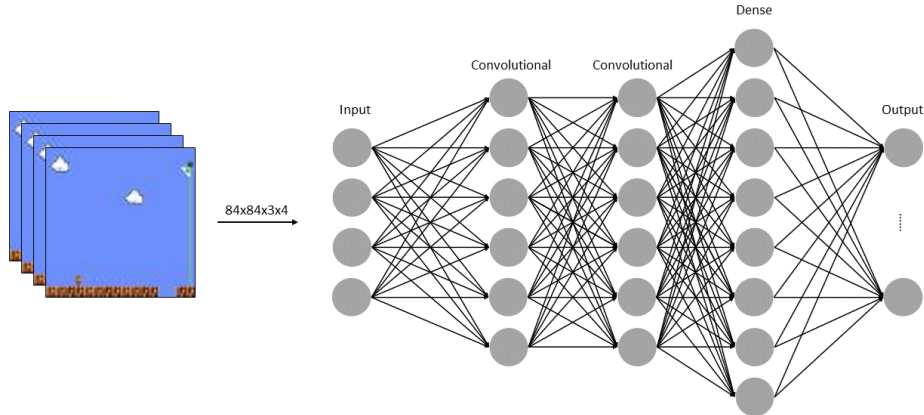 Dense
Convolutional
Convolutional
Input
Output
84x84x3x4